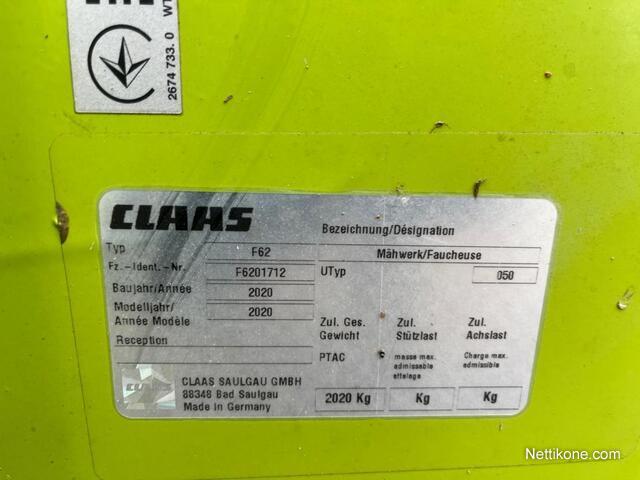 2674 733. 0
CLAAS
Bezeichnung/Désignation
Typ F62 Mähwerk/Faucheuse
Fz.-Ident.-Nr. F6201712 UTyp 050
Baujahr/Année 2020
Modelljahr/ Année Modèle 2020
Reception
Zul. Ges. Gewicht
Zul. Stützlast
Zul. Achslast
PTAC
masse max. admissable attelage
Charge max. admissible
2020 Kg Kg Kg
CLAAS
CLAAS SAULGAU GMBH
88348 Bad Saulgau
Made in Germany
Nettikone.com